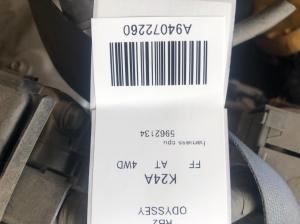 A94072260
harness cpu
5962134
FF AT 4WD
K24A
RB2
ODYSSEY